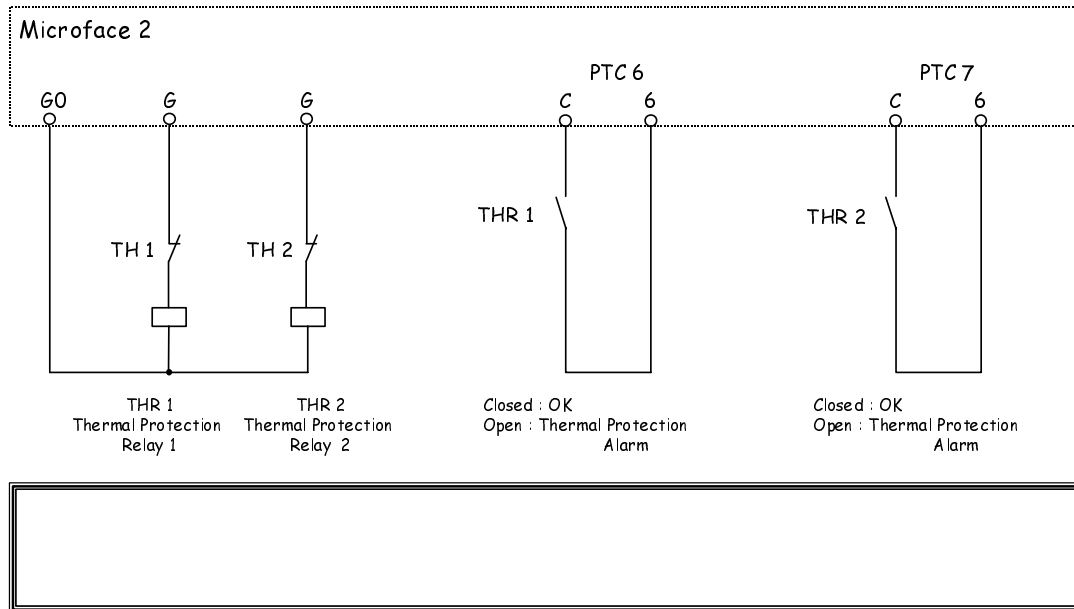 Microface 2
PTC 6
PTC 7
G0
G
G
C
6
C
6
THR 1
THR 2
TH 1
TH 2
THR 1
Thermal Protection
Relay 1
THR 2
Thermal Protection
Relay 2
Closed : OK
Open : Thermal Protection
Alarm
Closed : OK
Open : Thermal Protection
Alarm